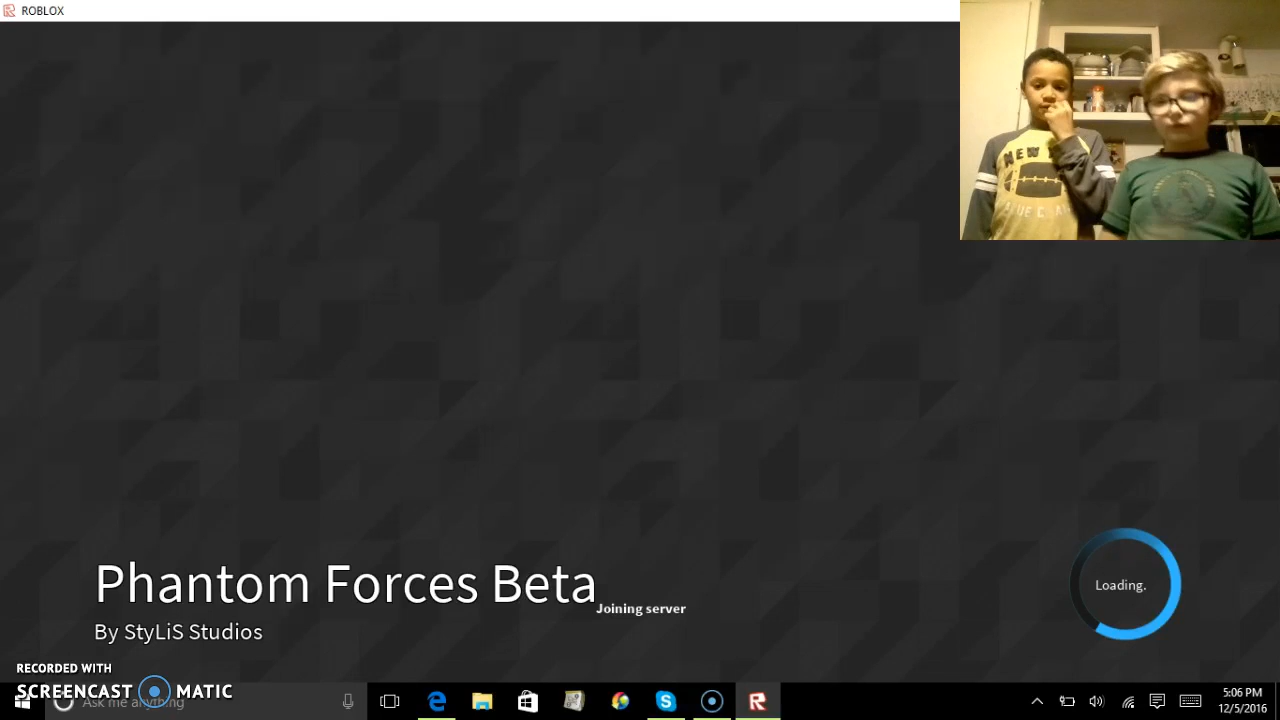 ROBLOX
NEW
Phantom Forces Beta
Joining server
By StyLiS Studios
Loading.
RECORDED WITH
SCREENCAST MATIC
Ask me anything
5:06 PM
12/5/2016